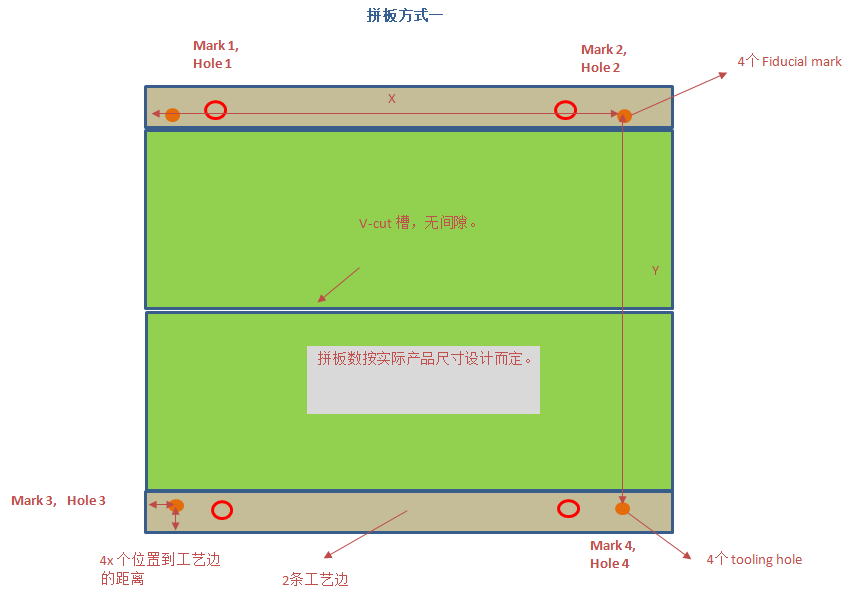 拼板方式一
Mark 1,
Hole 1
Mark 2,
Hole 2
4个 Fiducial mark
X
V-cut 槽，无间隙。
Y
拼板数按实际产品尺寸设计而定。
Mark 3， Hole 3
4x 个位置到工艺边
的距离
2条工艺边
Mark 4,
Hole 4
4个 tooling hole